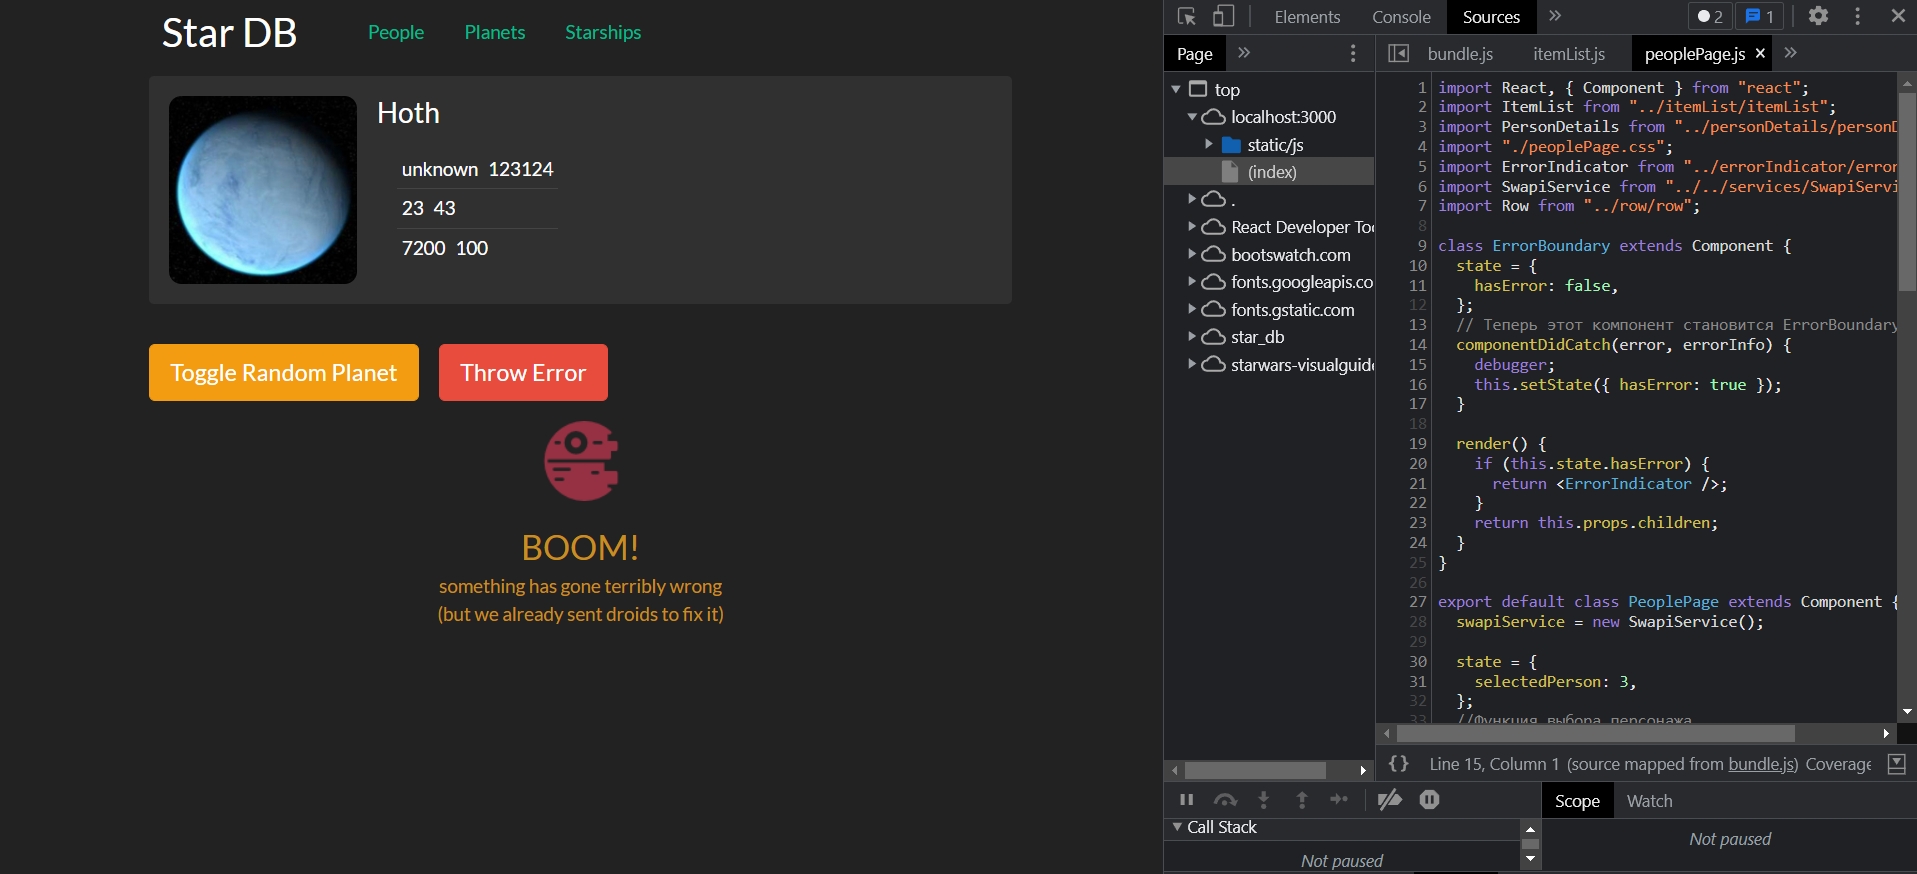 Star DB People Planets Starships
Hoth
unknown 123124
23 43
7200 100
Toggle Random Planet Throw Error
BOOM!
something has gone terribly wrong
(but we already sent droids to fix it)
Elements Console Sources 2 1
Page
top
localhost:3000
static/js
(index)
.
React Developer Too
bootswatch.com
fonts.googleapis.co
fonts.gstatic.com
star_db
starwars-visualguide
bundle.js itemList.js peoplePage.js
1 import React, { Component } from "react";
2 import ItemList from "../itemList/itemList";
3 import PersonDetails from "../personDetails/personD
4 import "./peoplePage.css";
5 import ErrorIndicator from "../errorIndicator/error
6 import SwapiService from "../../services/SwapiServi
7 import Row from "../row/row";
8
9 class ErrorBoundary extends Component {
10 state = {
11 hasError: false,
12 };
13 // Теперь этот компонент становится ErrorBoundary
14 componentDidCatch(error, errorInfo) {
15 debugger;
16 this.setState({ hasError: true });
17 }
18
19 render() {
20 if (this.state.hasError) {
21 return <ErrorIndicator />;
22 }
23 return this.props.children;
24 }
25 }
26
27 export default class PeoplePage extends Component {
28 swapiService = new SwapiService();
29
30 state = {
31 selectedPerson: 3,
32 };
33 //Функция выбора персонажа
{} Line 15, Column 1 (source mapped from bundle.js) Coverage
Scope Watch
Call Stack
Not paused
Not paused